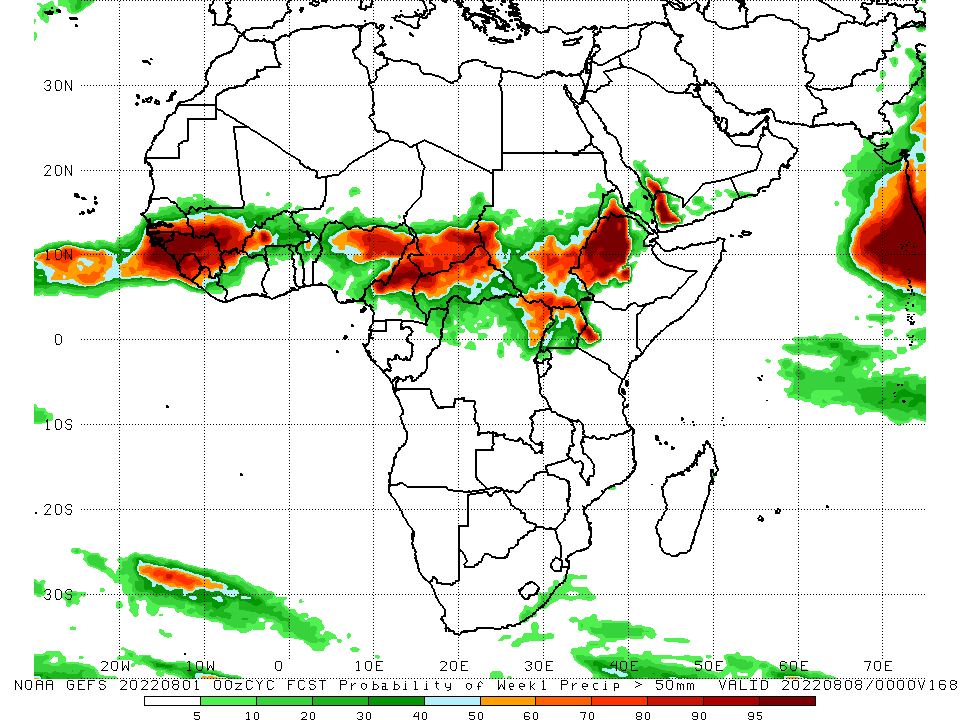 30N
20N
10N
0
10S
20S
30S
20W 10W 0 10E 20E 30E 40E 50E 60E 70E
NOAA GEFS 20220801 00zCYC FCST Probability of Week1 Precip > 50mm VALID 20220808/0000V168
5 10 20 30 40 50 60 70 80 90 95